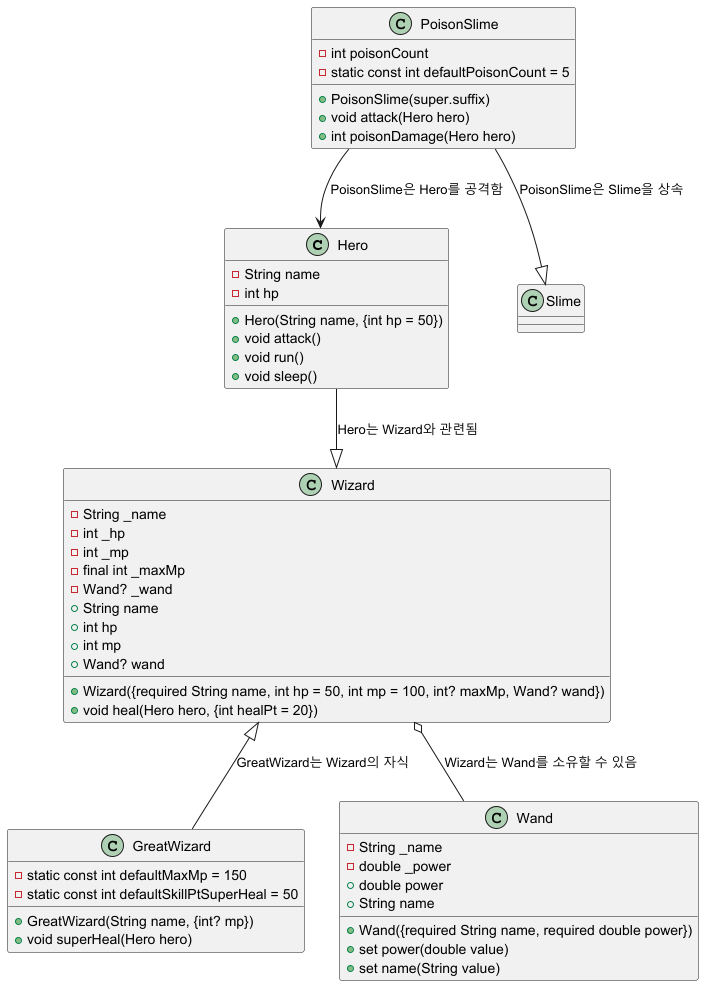 C PoisonSlime
int poisonCount
static const int defaultPoisonCount = 5
PoisonSlime(super.suffix)
void attack(Hero hero)
int poisonDamage(Hero hero)
PoisonSlime은 Hero를 공격함
PoisonSlime은 Slime을 상속
C Hero
String name
int hp
Hero(String name, {int hp = 50})
void attack()
void run()
void sleep()
C Slime
Hero는 Wizard와 관련됨
C Wizard
String _name
int _hp
int _mp
final int _maxMp
Wand? _wand
String name
int hp
int mp
Wand? wand
Wizard({required String name, int hp = 50, int mp = 100, int? maxMp, Wand? wand})
void heal(Hero hero, {int healPt = 20})
GreatWizard는 Wizard의 자식
Wizard는 Wand를 소유할 수 있음
C GreatWizard
static const int defaultMaxMp = 150
static const int defaultSkillPtSuperHeal = 50
GreatWizard(String name, {int? mp})
void superHeal(Hero hero)
C Wand
String _name
double _power
double power
String name
Wand({required String name, required double power})
set power(double value)
set name(String value)